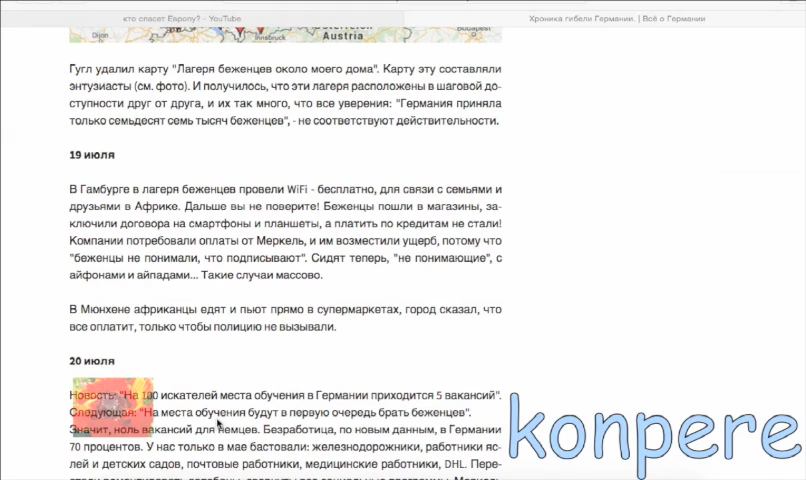 кто спасет Европу? - YouTube
Хроника гибели Германии. | Всё о Германии
Dijon
Innsbruck
Österreich
Austria
Budapest
Гугл удалил карту "Лагеря беженцев около моего дома". Карту эту составляли
энтузиасты (см. фото). И получилось, что эти лагеря расположены в шаговой до-
ступности друг от друга, и их так много, что все уверения: "Германия приняла
только семьдесят семь тысяч беженцев", - не соответствуют действительности.
19 июля
В Гамбурге в лагеря беженцев провели WiFi - бесплатно, для связи с семьями и
друзьями в Африке. Дальше вы не поверите! Беженцы пошли в магазины, за-
ключили договора на смартфоны и планшеты, а платить по кредитам не стали!
Компании потребовали оплаты от Меркель, и им возместили ущерб, потому что
"беженцы не понимали, что подписывают". Сидят теперь, "не понимающие", с
айфонами и айпадами... Такие случаи массово.
В Мюнхене африканцы едят и пьют прямо в супермаркетах, город сказал, что
все оплатит, только чтобы полицию не вызывали.
20 июля
Новость: "На 100 искателей места обучения в Германии приходится 5 вакансий".
Следующая: "На места обучения будут в первую очередь брать беженцев".
Значит, ноль вакансий для немцев. Безработица, по новым данным, в Германии
70 процентов. У нас только в мае бастовали: железнодорожники, работники яс-
лей и детских садов, почтовые работники, медицинские работники, DHL. Пере-
konpere